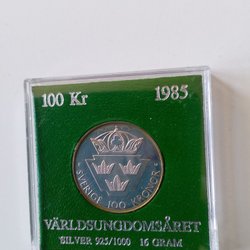 100 Kr 1985
SVERIGE 100 KRONOR
VÄRLDSUNGDOMSÅRET
SILVER 925/1000 16 GRAM